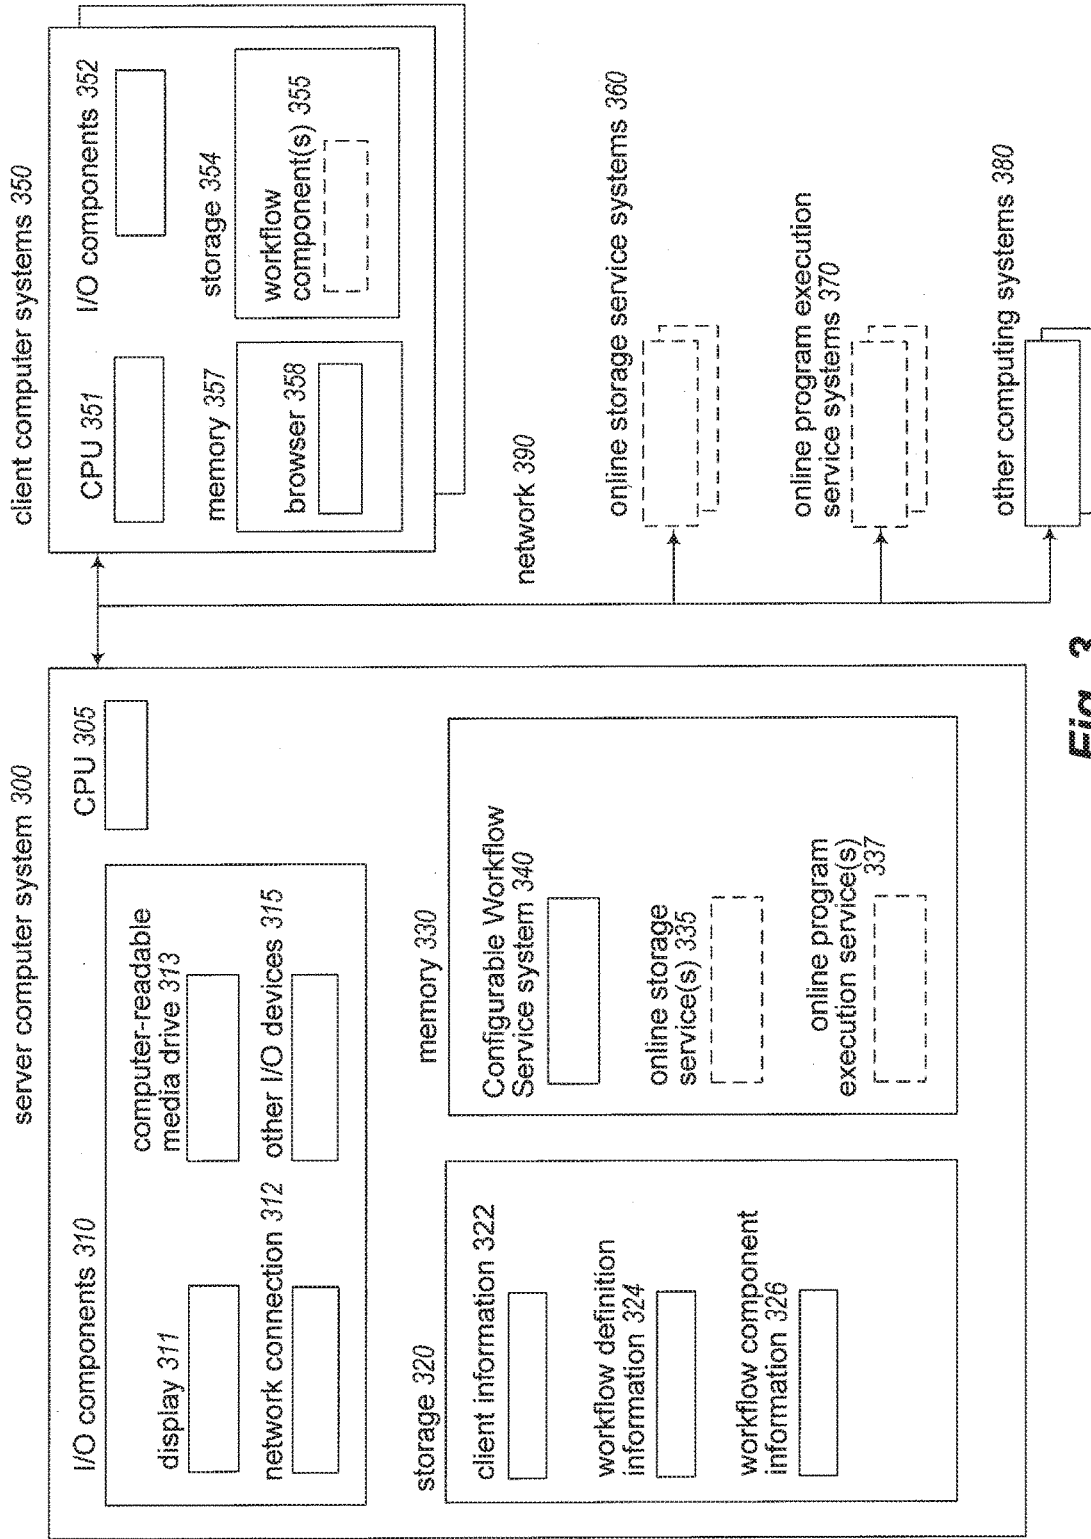 server computer system 300
I/O components 310
display 311
computer-readable
media drive 313
network connection 312
other I/O devices 315
CPU 305
storage 320
client information 322
workflow definition
information 324
workflow component
information 326
memory 330
Configurable Workflow
Service system 340
online storage
service(s) 335
online program
execution service(s)
337
client computer systems 350
CPU 351
I/O components 352
memory 357
browser 358
storage 354
workflow
component(s) 355
network 390
online storage service systems 360
online program execution
service systems 370
other computing systems 380
Fig. 3